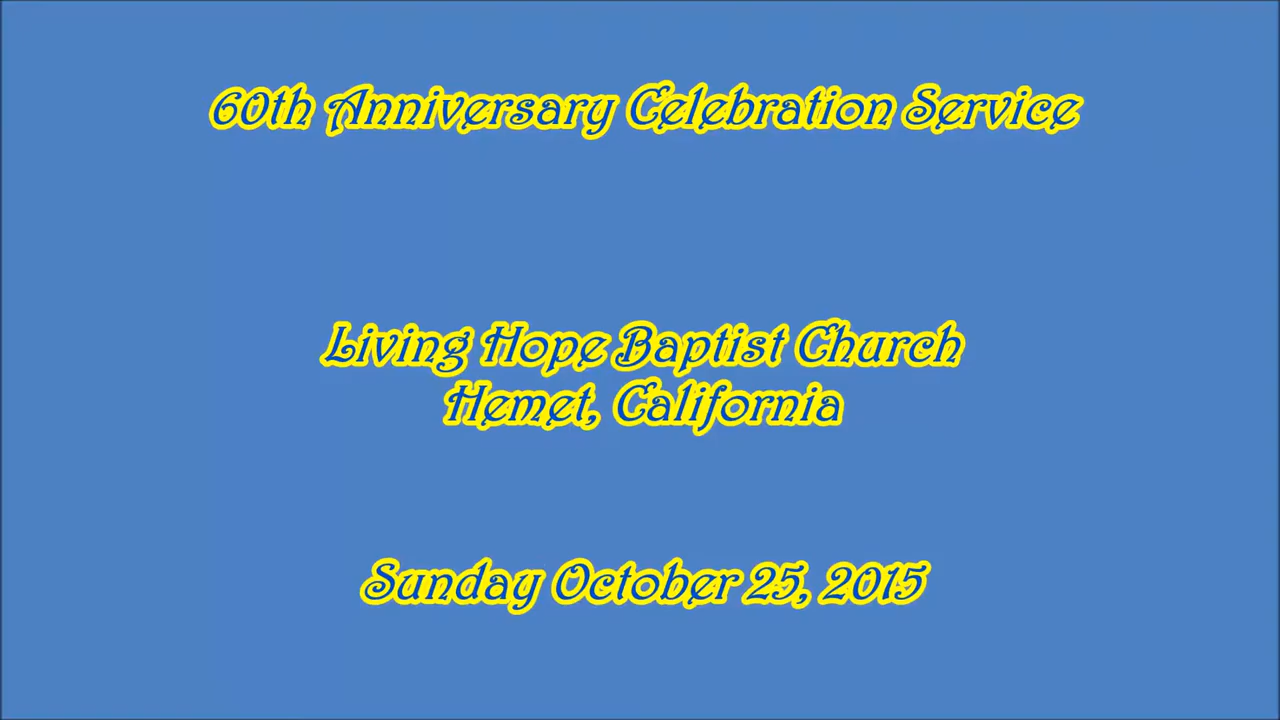 60th Anniversary Celebration Service
Living Hope Baptist Church
Hemet, California
Sunday October 25, 2015